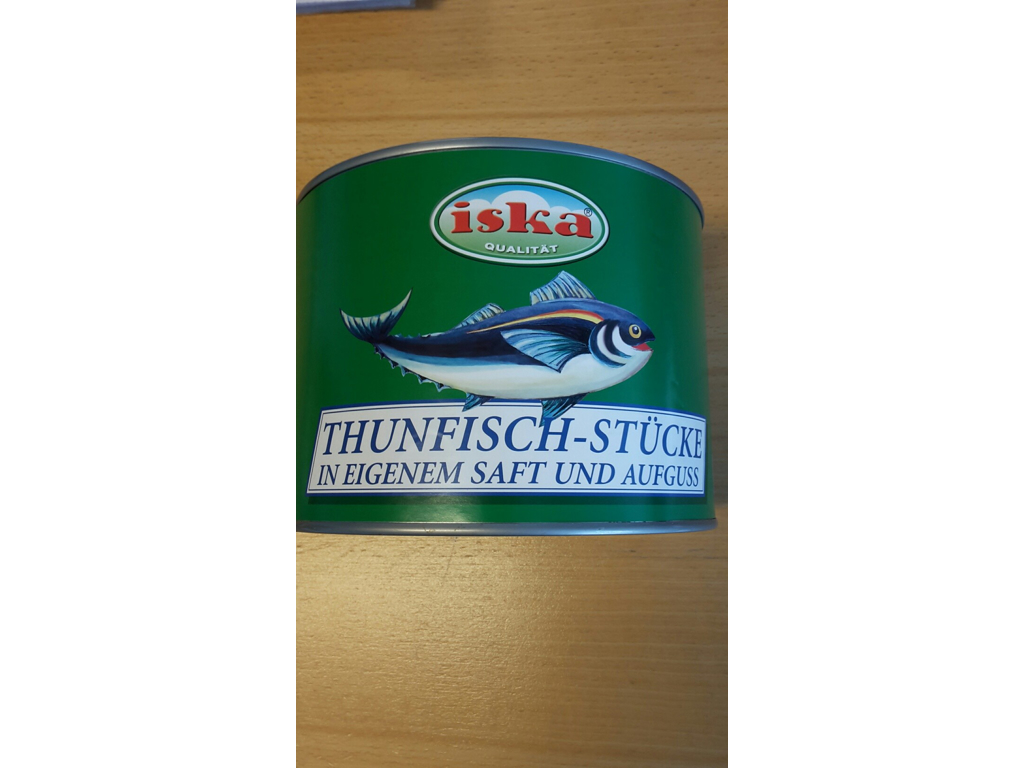 iska®
QUALITÄT
THUNFISCH-STÜCKE
IN EIGENEM SAFT UND AUFGUSS